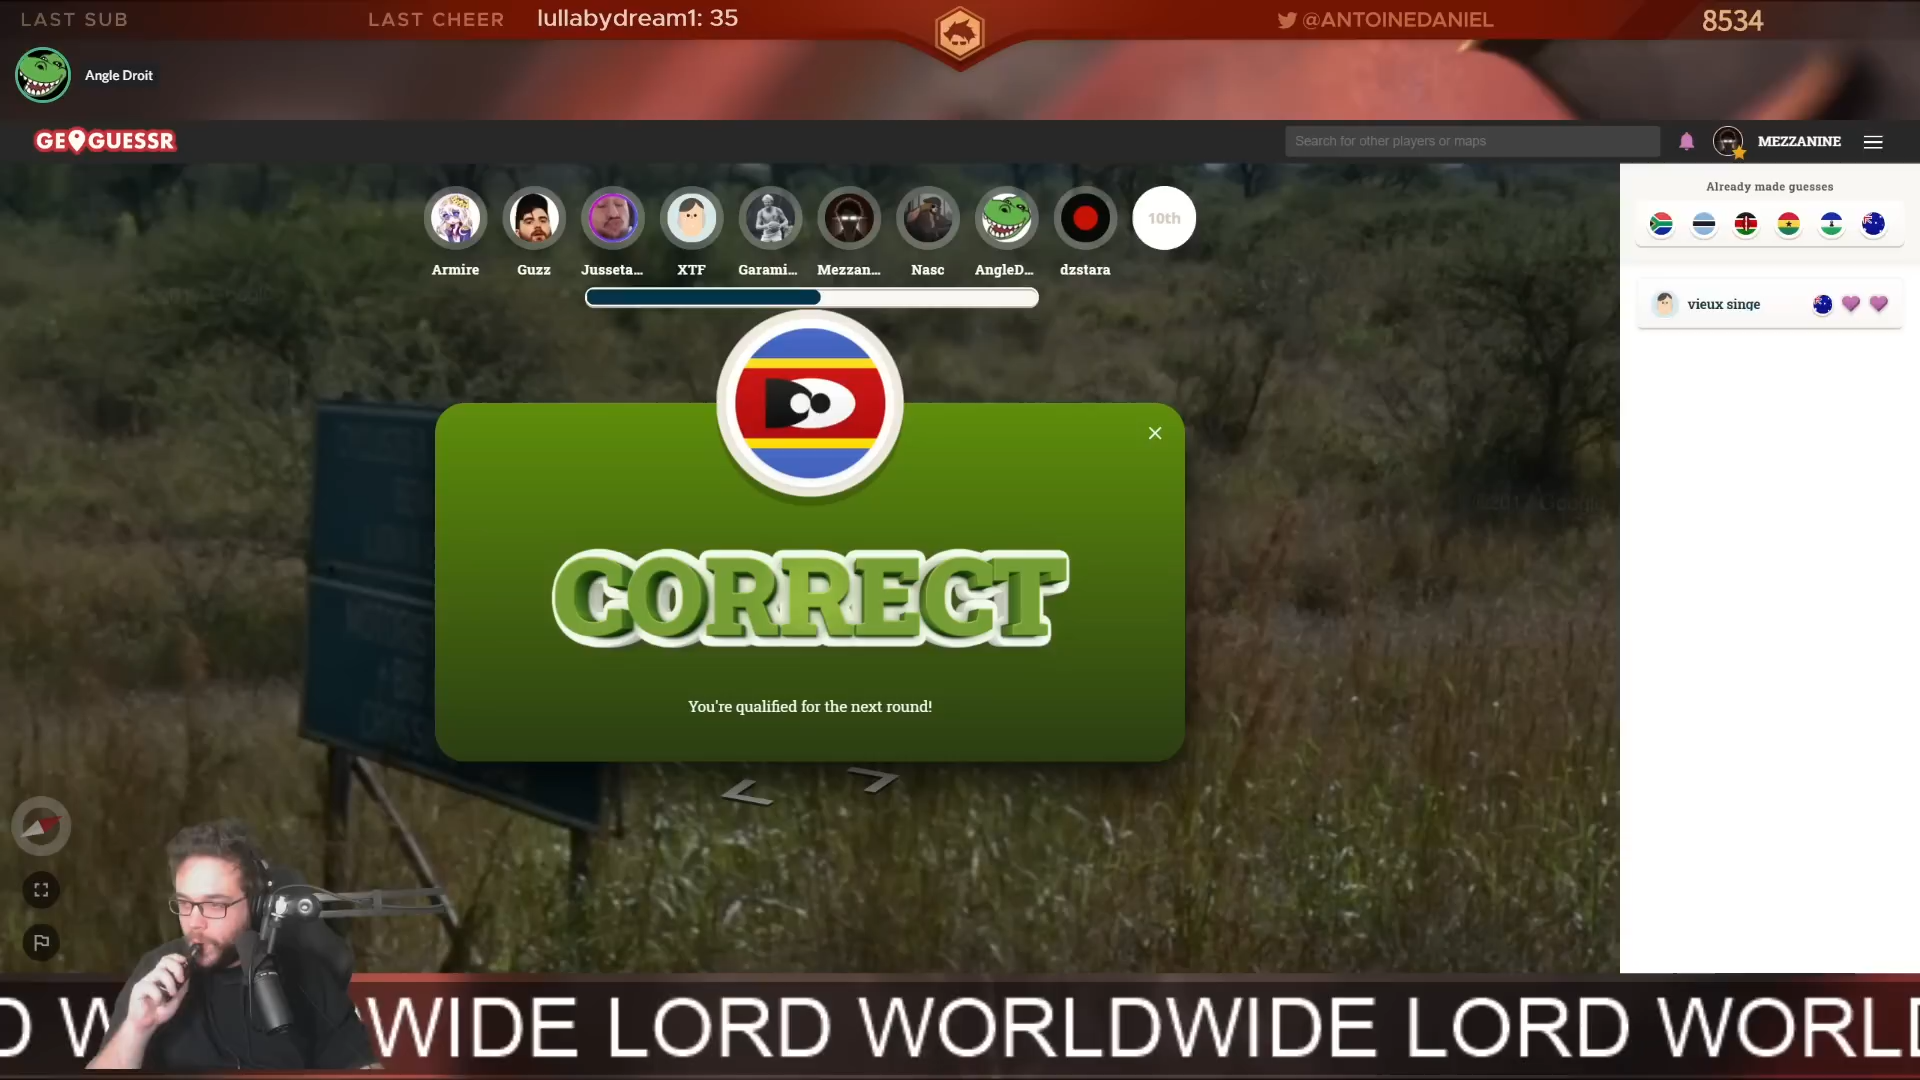 LAST SUB
LAST CHEER
lullabydream1: 35
@ANTOINEDANIEL
8534
Angle Droit
GEOGUESSR
Search for other players or maps
MEZZANINE
Already made guesses
Armire
Guzz
Jusseta...
XTF
Garami...
Mezzan...
Nasc
AngleD...
dzstara
10th
vieux singe
CORRECT
You're qualified for the next round!
WIDE LORD WORLDWIDE LORD WORL